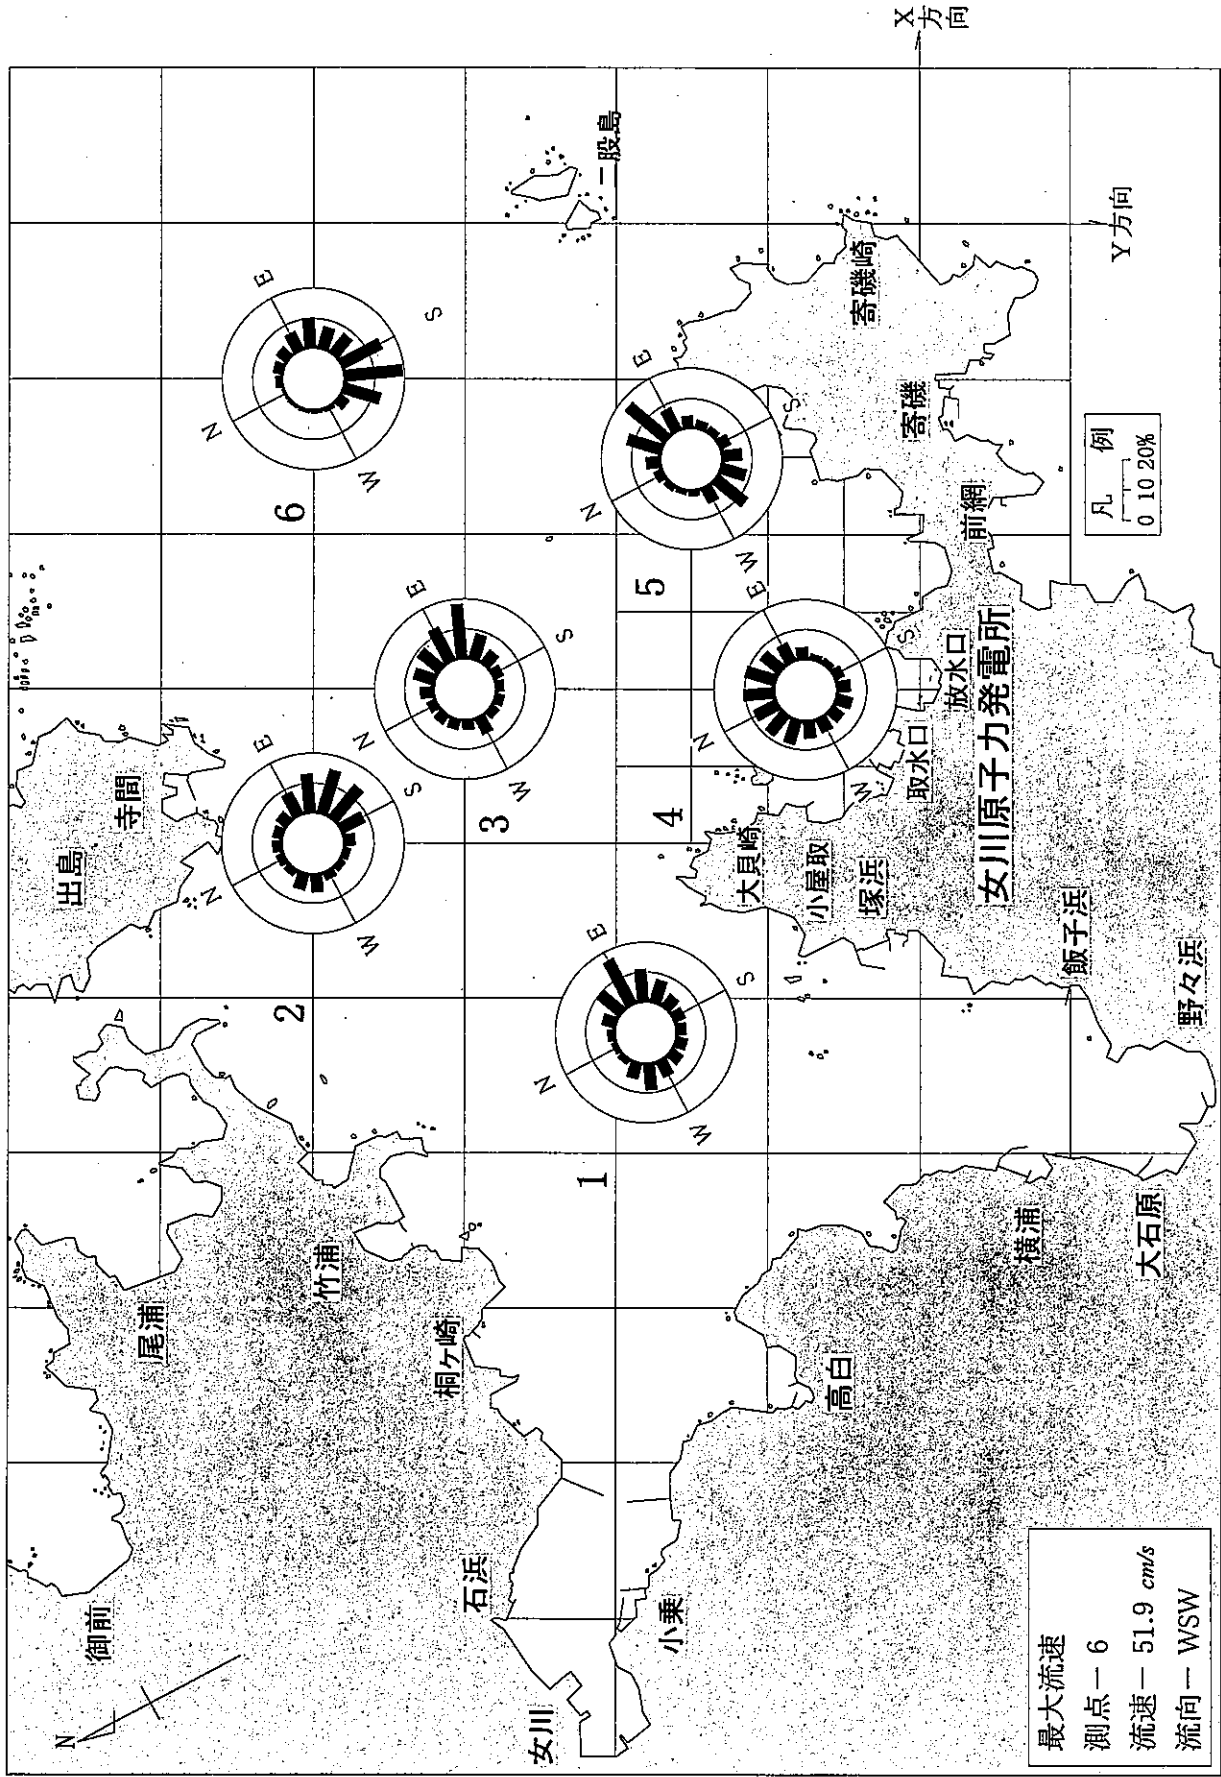 N
御前
尾浦
竹浦
桐ヶ崎
石浜
女川
小乗
高白
横浦
大石原
野々浜
飯子浜
塚浜
小屋取
大貝崎
取水口
放水口
女川原子力発電所
前網
寄磯
寄磯崎
二股島
出島
寺間
1
N
E
S
W
2
N
E
S
W
3
N
E
S
W
4
N
E
S
W
5
N
E
S
W
6
N
E
S
W
X
方向
Y方向
凡例
0 10 20%
最大流速
測点－6
流速－51.9 cm/s
流向－WSW